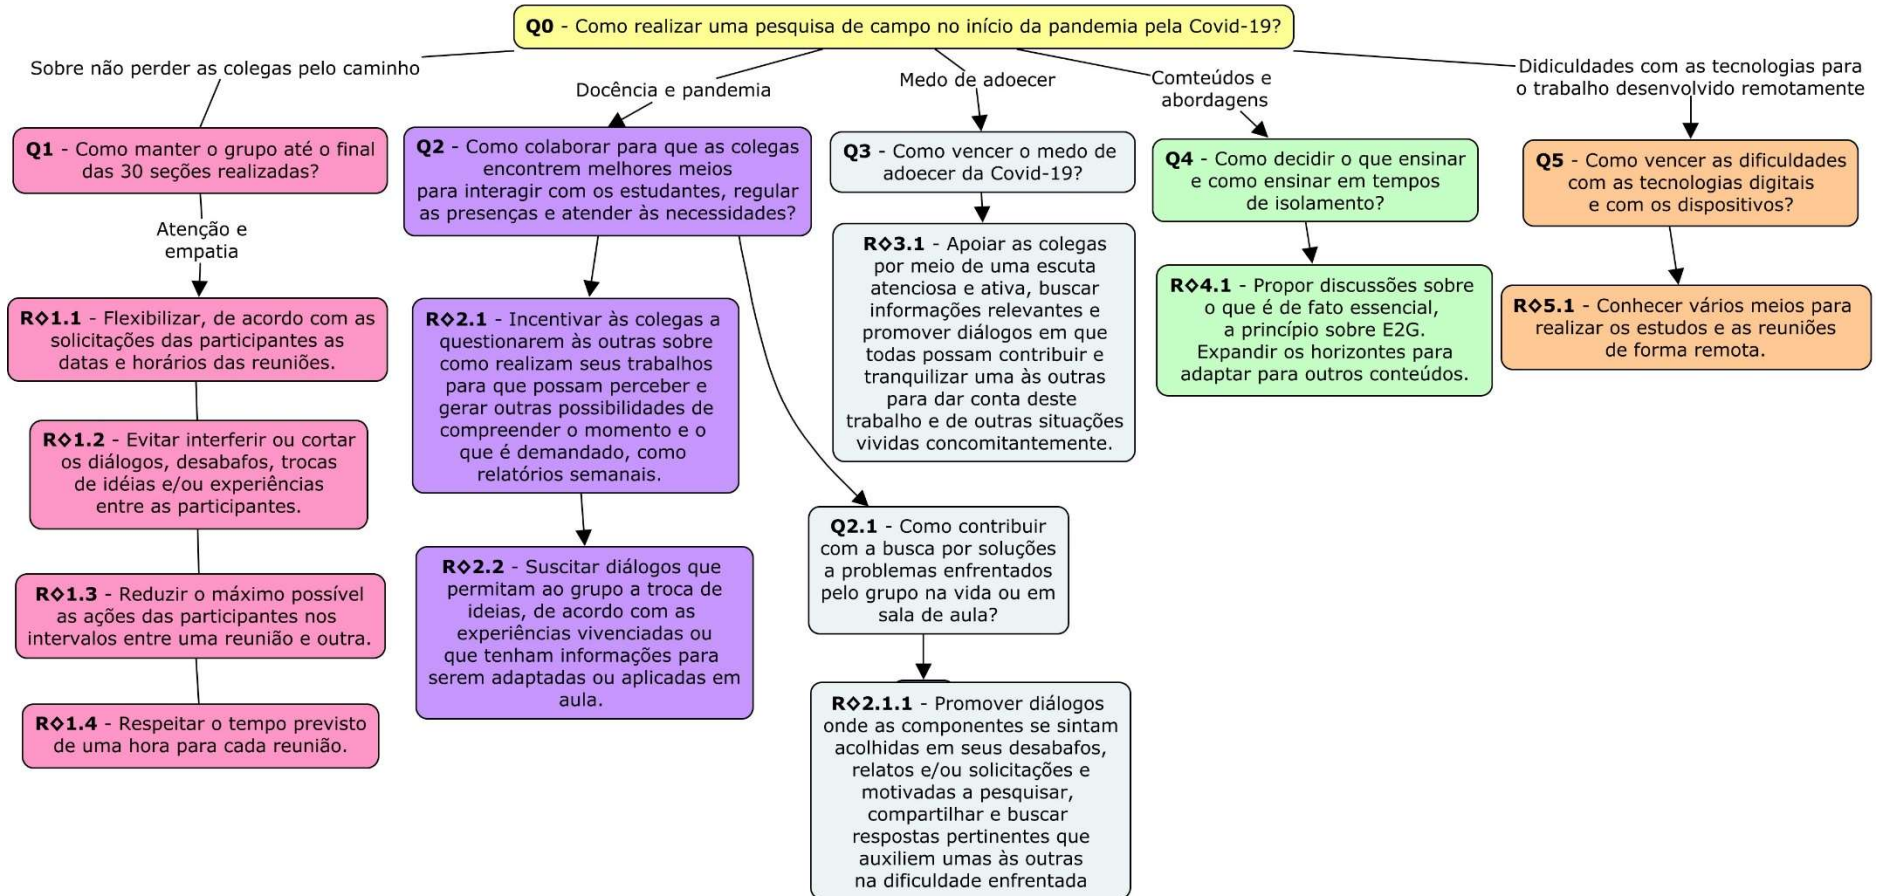 Q0 - Como realizar uma pesquisa de campo no início da pandemia pela Covid-19?
Sobre não perder as colegas pelo caminho
Docência e pandemia
Medo de adoecer
Comteúdos e
abordagens
Didiculdades com as tecnologias para
o trabalho desenvolvido remotamente
Q1 - Como manter o grupo até o final
das 30 seções realizadas?
Atenção e
empatia
R◊1.1 - Flexibilizar, de acordo com as
solicitações das participantes as
datas e horários das reuniões.
R◊1.2 - Evitar interferir ou cortar
os diálogos, desabafos, trocas
de idéias e/ou experiências
entre as participantes.
R◊1.3 - Reduzir o máximo possível
as ações das participantes nos
intervalos entre uma reunião e outra.
R◊1.4 - Respeitar o tempo previsto
de uma hora para cada reunião.
Q2 - Como colaborar para que as colegas
encontrem melhores meios
para interagir com os estudantes, regular
as presenças e atender às necessidades?
R◊2.1 - Incentivar às colegas a
questionarem às outras sobre
como realizam seus trabalhos
para que possam perceber e
gerar outras possibilidades de
compreender o momento e o
que é demandado, como
relatórios semanais.
R◊2.2 - Suscitar diálogos que
permitam ao grupo a troca de
ideias, de acordo com as
experiências vivenciadas ou
que tenham informações para
serem adaptadas ou aplicadas em
aula.
Q2.1 - Como contribuir
com a busca por soluções
a problemas enfrentados
pelo grupo na vida ou em
sala de aula?
R◊2.1.1 - Promover diálogos
onde as componentes se sintam
acolhidas em seus desabafos,
relatos e/ou solicitações e
motivadas a pesquisar,
compartilhar e buscar
respostas pertinentes que
auxiliem umas às outras
na dificuldade enfrentada
Q3 - Como vencer o medo de
adoecer da Covid-19?
R◊3.1 - Apoiar as colegas
por meio de uma escuta
atenciosa e ativa, buscar
informações relevantes e
promover diálogos em que
todas possam contribuir e
tranquilizar uma às outras
para dar conta deste
trabalho e de outras situações
vividas concomitantemente.
Q4 - Como decidir o que ensinar
e como ensinar em tempos
de isolamento?
R◊4.1 - Propor discussões sobre
o que é de fato essencial,
a princípio sobre E2G.
Expandir os horizontes para
adaptar para outros conteúdos.
Q5 - Como vencer as dificuldades
com as tecnologias digitais
e com os dispositivos?
R◊5.1 - Conhecer vários meios para
realizar os estudos e as reuniões
de forma remota.